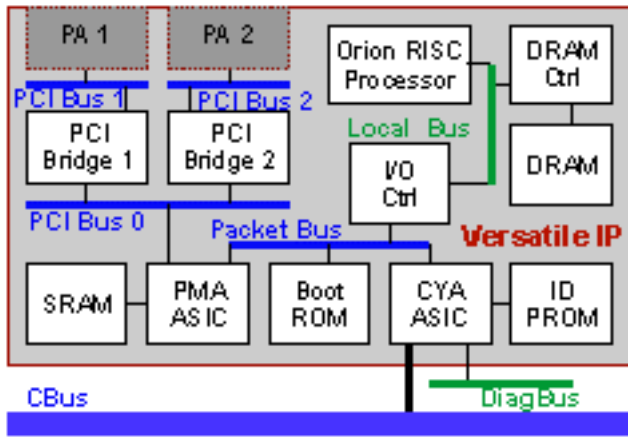 PA 1
PA 2
Orion RISC
Processor
DRAM
Ctrl
PCI Bus 1
PCI Bus 2
PCI
Bridge 1
PCI
Bridge 2
Local Bus
I/O
Ctrl
DRAM
PCI Bus 0
Packet Bus
Versatile IP
SRAM
PMA
ASIC
Boot
ROM
CYA
ASIC
ID
PROM
CBus
DiagBus